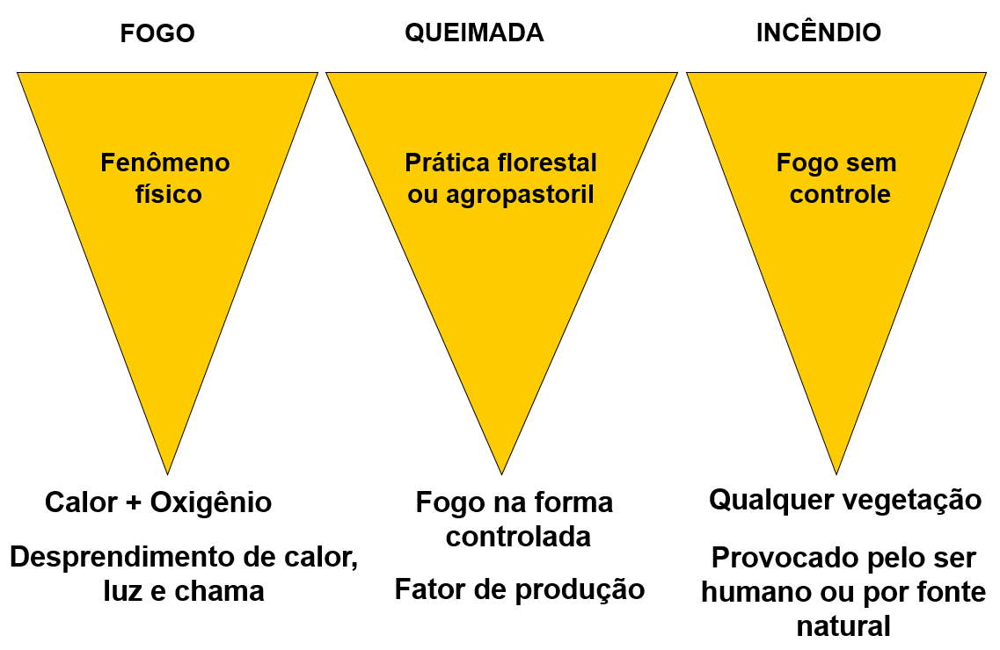 FOGO
Fenômeno
físico
Calor + Oxigênio
Desprendimento de calor,
luz e chama
QUEIMADA
Prática florestal
ou agropastoril
Fogo na forma
controlada
Fator de produção
INCÊNDIO
Fogo sem
controle
Qualquer vegetação
Provocado pelo ser
humano ou por fonte
natural